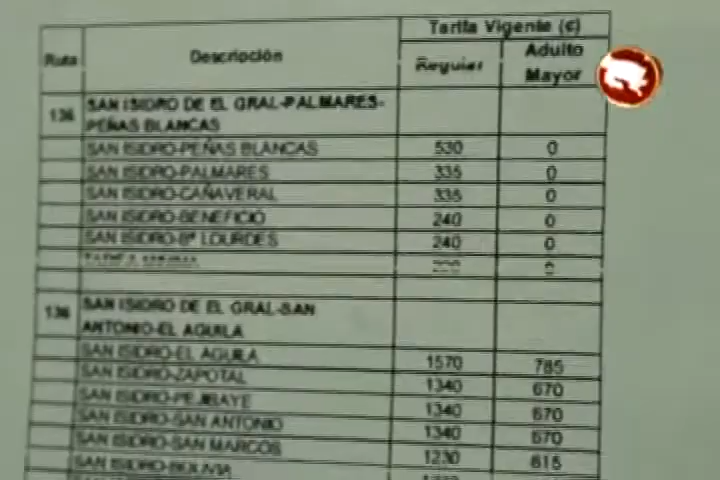 Tarifa Vigente (¢)
Ruta Descripción Regular Adulto Mayor
136 SAN ISIDRO DE EL GRAL-PALMARES-
PEÑAS BLANCAS
SAN ISIDRO-PEÑAS BLANCAS 530 0
SAN ISIDRO-PALMARES 335 0
SAN ISIDRO-CAÑAVERAL 335 0
SAN ISIDRO-BENEFICIO 240 0
SAN ISIDRO-Bº LOURDES 240 0
TARIFA MINIMA 0
136 SAN ISIDRO DE EL GRAL-SAN
ANTONIO-EL AGUILA
SAN ISIDRO-EL AGUILA 1570 785
SAN ISIDRO-ZAPOTAL 1340 670
SAN ISIDRO-PEJIBAYE 1340 670
SAN ISIDRO-SAN ANTONIO 1340 670
SAN ISIDRO-SAN MARCOS 1230 615
SAN ISIDRO-BOLIVIA